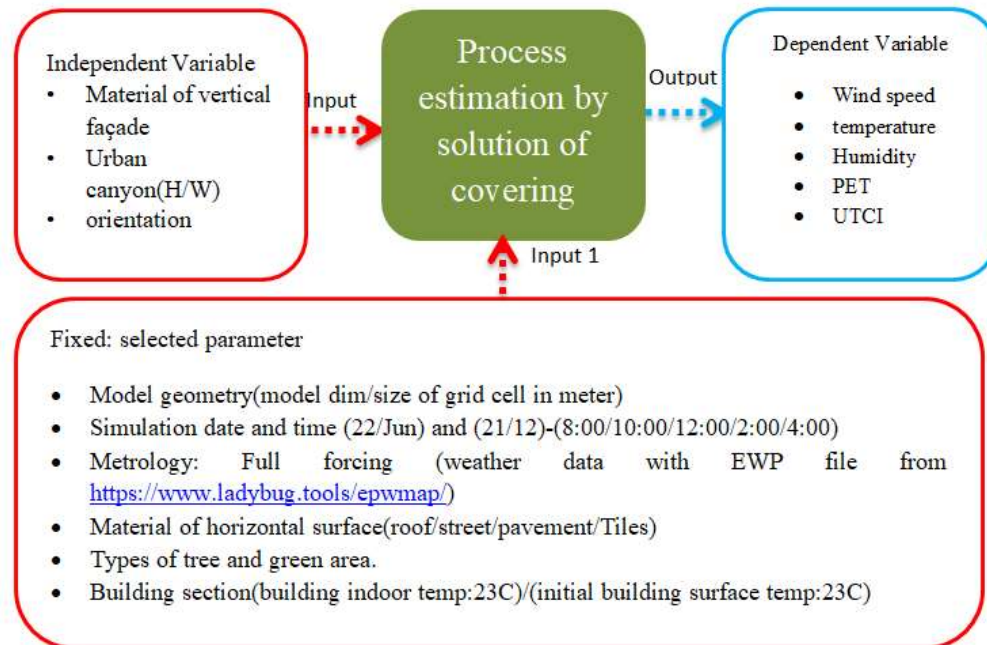 Independent Variable
• Material of vertical
façade
• Urban
canyon(H/W)
• orientation
Input
Process
estimation by
solution of
covering
Output
Dependent Variable
• Wind speed
• temperature
• Humidity
• PET
• UTCI
Input 1
Fixed: selected parameter
• Model geometry(model dim/size of grid cell in meter)
• Simulation date and time (22/Jun) and (21/12)-(8:00/10:00/12:00/2:00/4:00)
• Metrology: Full forcing (weather data with EWP file from
https://www.ladybug.tools/epwmap/)
• Material of horizontal surface(roof/street/pavement/Tiles)
• Types of tree and green area.
• Building section(building indoor temp:23C)/(initial building surface temp:23C)